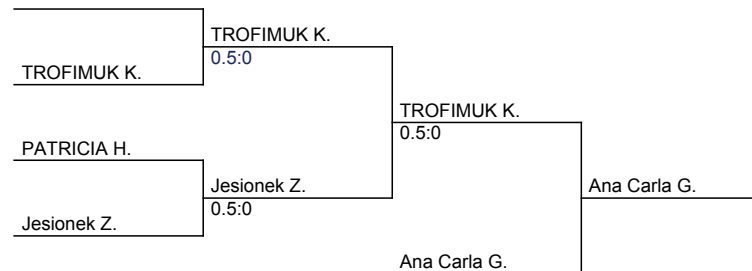 TROFIMUK K.
0.5:0
TROFIMUK K.
TROFIMUK K.
0.5:0
PATRICIA H.
Jesionek Z.
0.5:0
Ana Carla G.
Jesionek Z.
Ana Carla G.